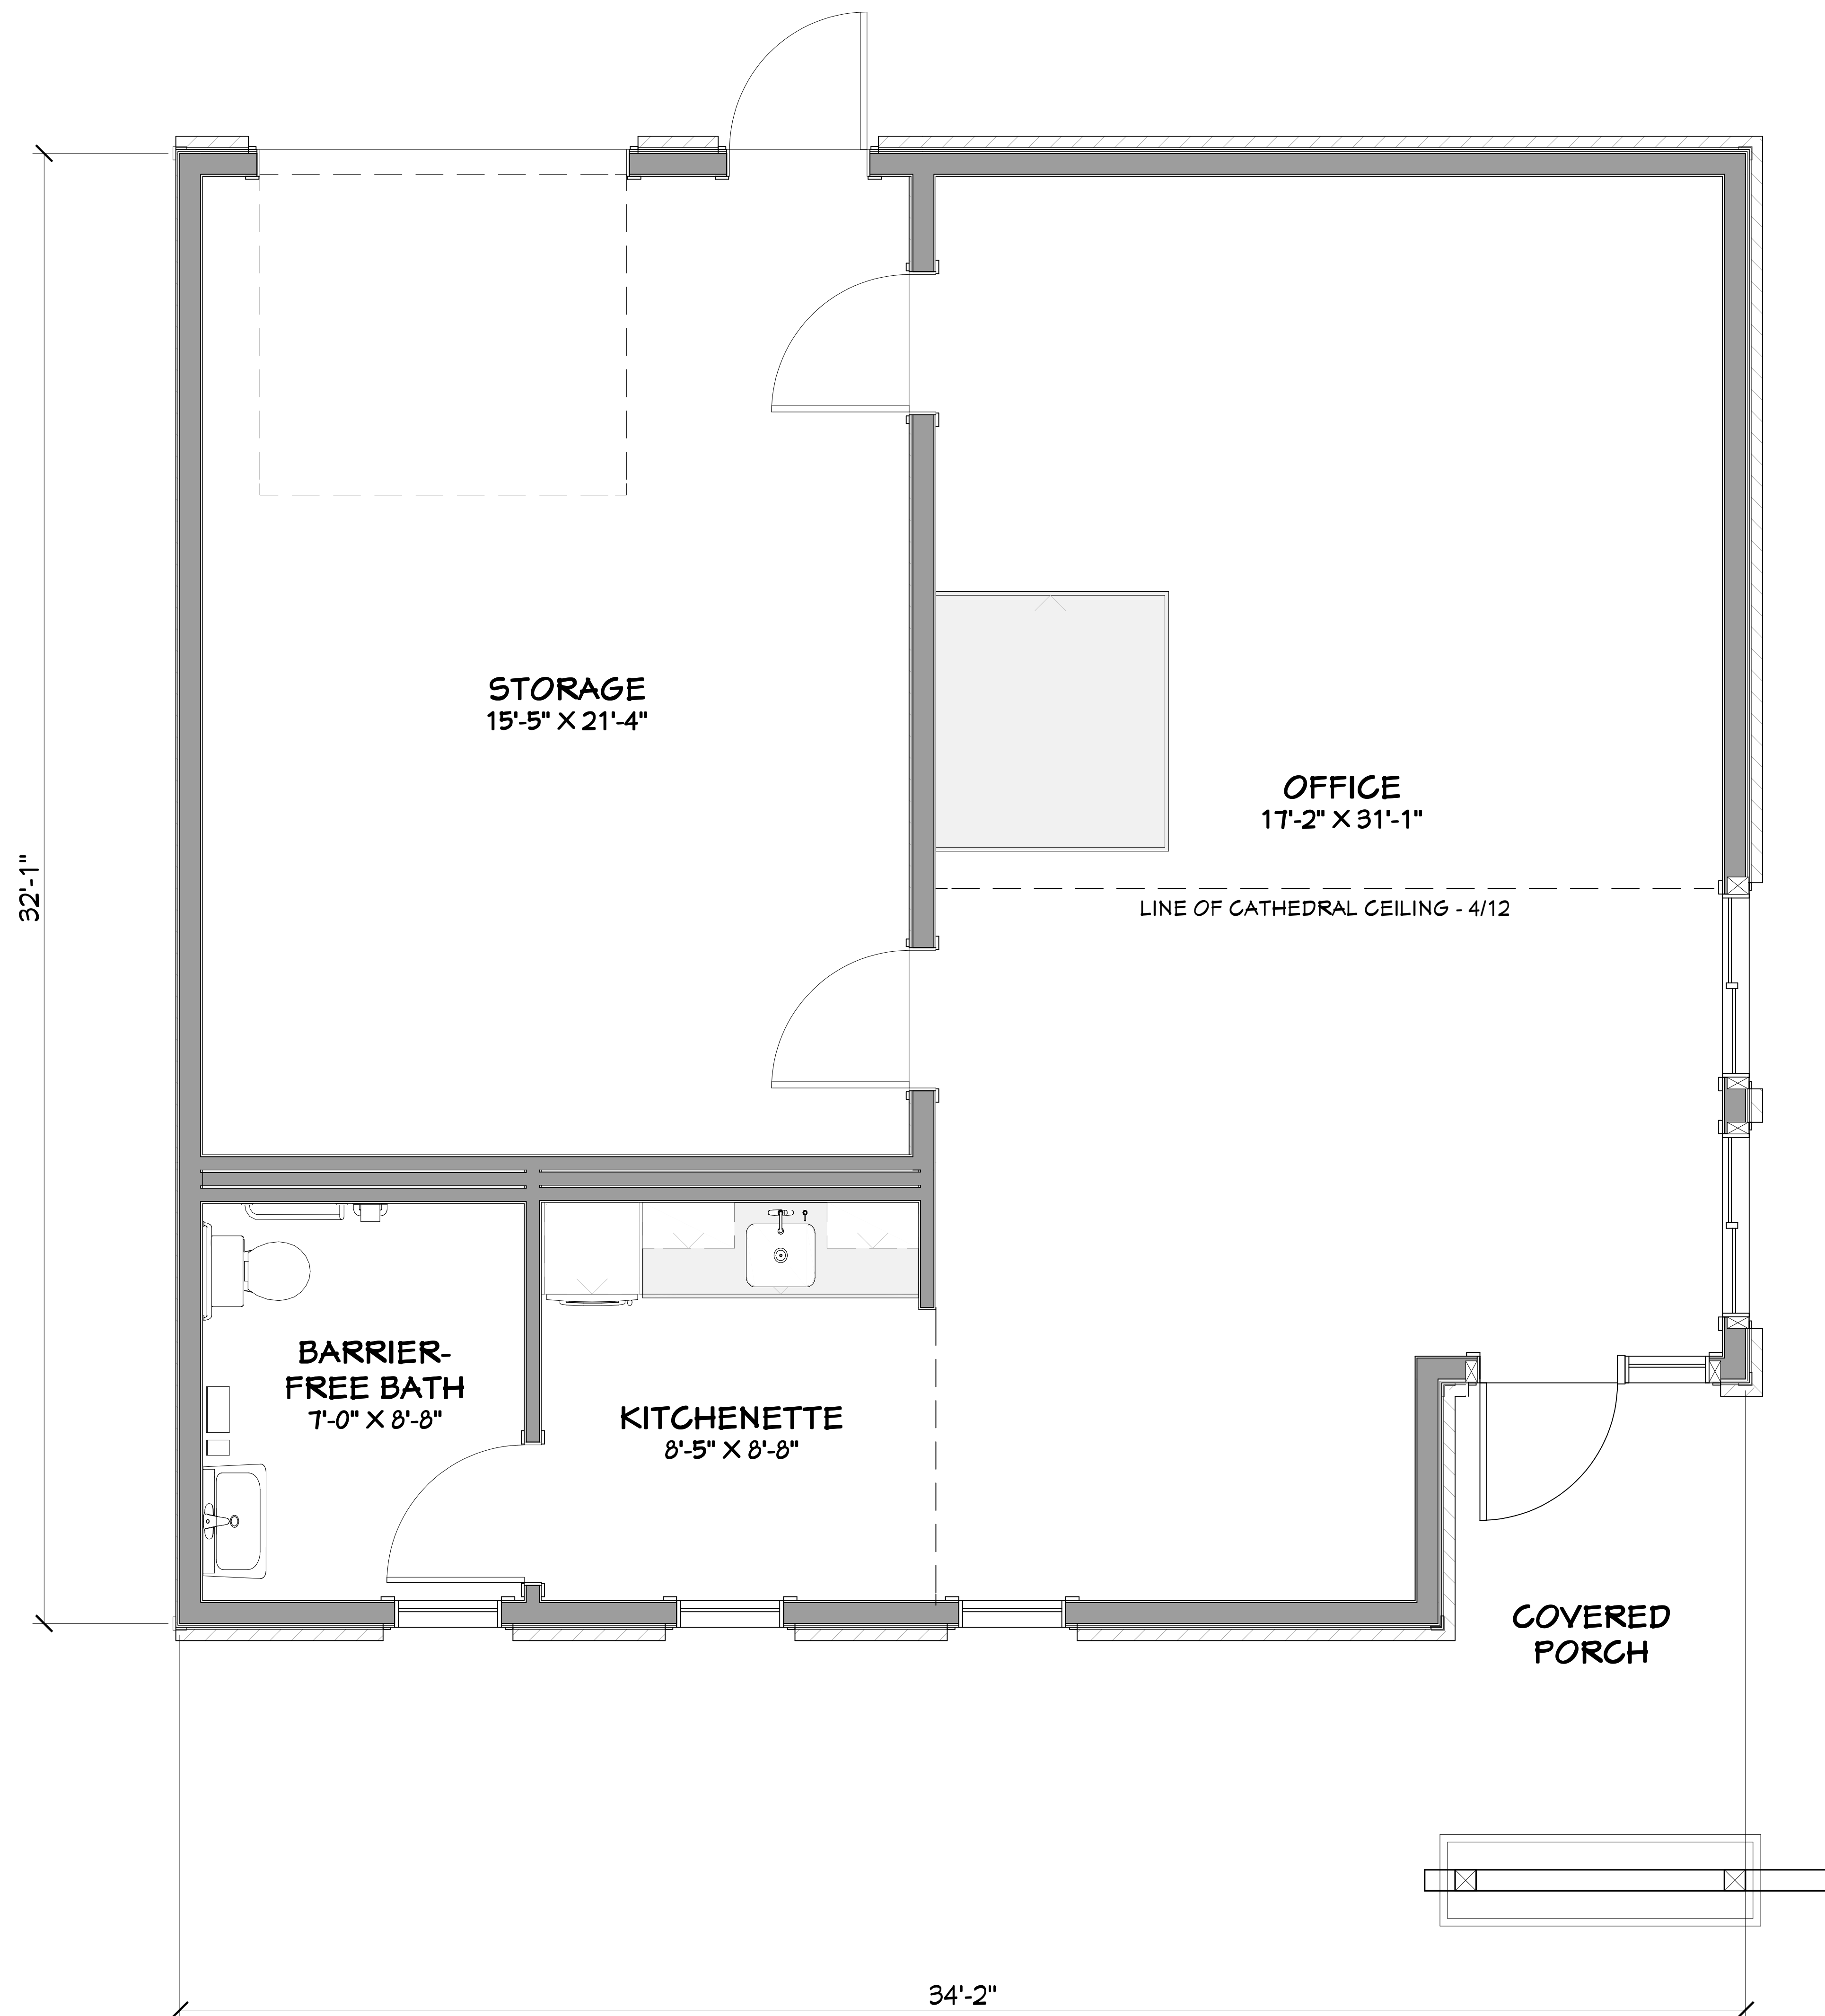 STORAGE
15'-5" X 21'-4"
OFFICE
17'-2" X 31'-1"
32'-1"
LINE OF CATHEDRAL CEILING - 4/12
BARRIER-
FREE BATH
7'-0" X 8'-8"
KITCHENETTE
8'-5" X 8'-8"
COVERED
PORCH
34'-2"